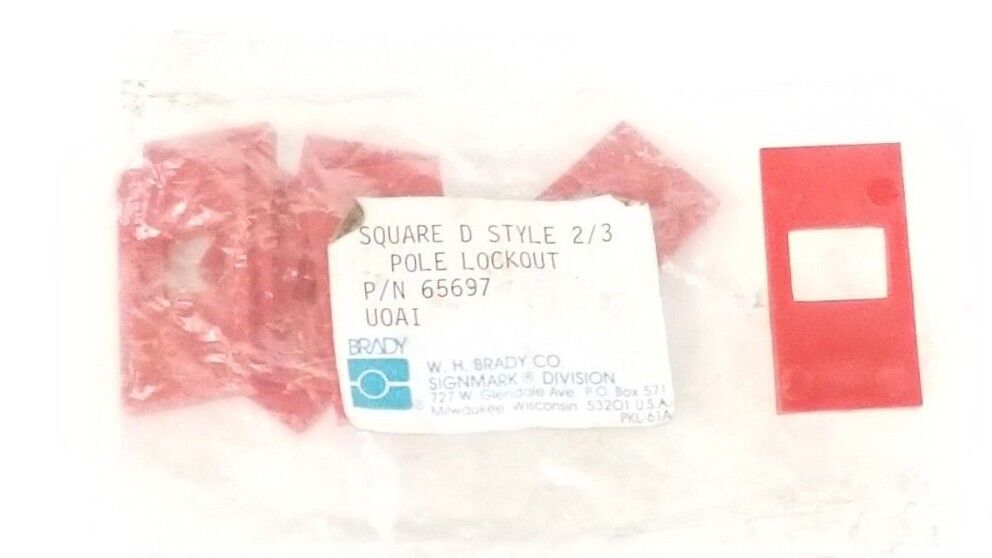 SQUARE D STYLE 2/3
POLE LOCKOUT
P/N 65697
UOAI
BRADY
W. H. BRADY CO.
SIGNMARK ® DIVISION
727 W. Glendale Ave. P.O. Box 571
® Milwaukee Wisconsin 53201 U.S.A.
PKL-61A